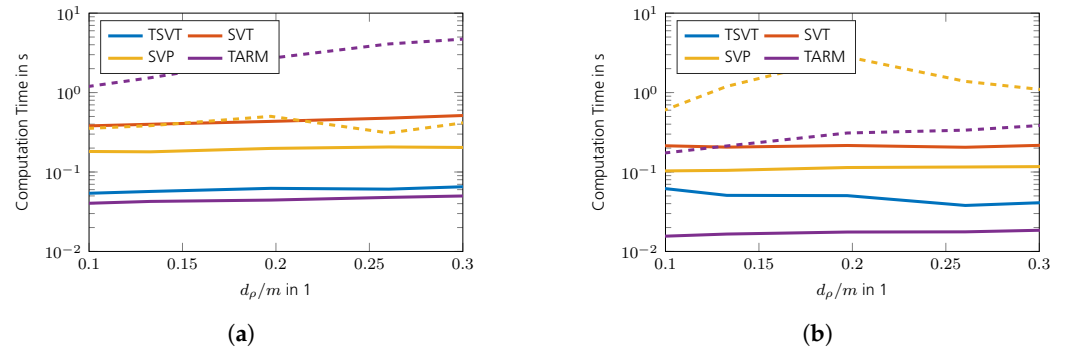 10^1
10^0
10^-1
10^-2
Computation Time in s
TSVT SVT
SVP TARM
0.1 0.15 0.2 0.25 0.3
d_ρ/m in 1
(a)
10^1
10^0
10^-1
10^-2
Computation Time in s
TSVT SVT
SVP TARM
0.1 0.15 0.2 0.25 0.3
d_ρ/m in 1
(b)